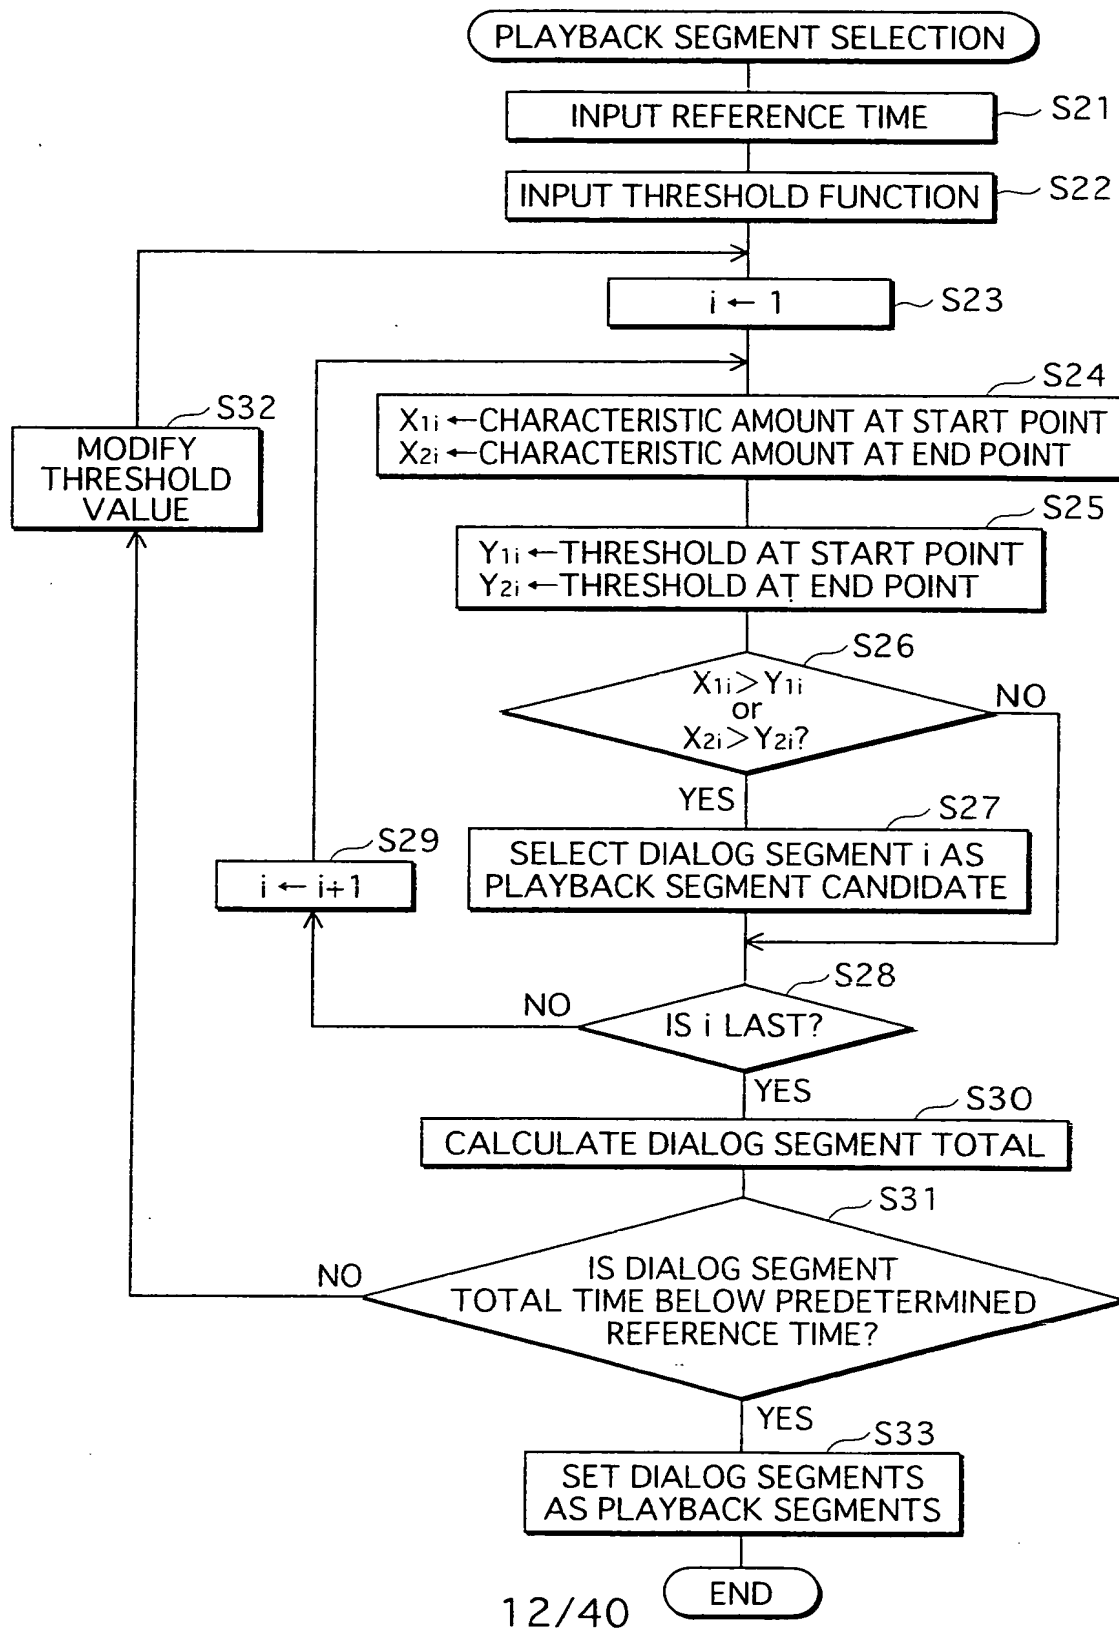 PLAYBACK SEGMENT SELECTION
INPUT REFERENCE TIME
S21
INPUT THRESHOLD FUNCTION
S22
i ← 1
S23
S24
X1i ← CHARACTERISTIC AMOUNT AT START POINT
X2i ← CHARACTERISTIC AMOUNT AT END POINT
S32
MODIFY
THRESHOLD
VALUE
S25
Y1i ← THRESHOLD AT START POINT
Y2i ← THRESHOLD AT END POINT
S26
X1i > Y1i
or
X2i > Y2i?
NO
YES
S27
SELECT DIALOG SEGMENT i AS
PLAYBACK SEGMENT CANDIDATE
S29
i ← i+1
S28
IS i LAST?
NO
YES
S30
CALCULATE DIALOG SEGMENT TOTAL
S31
IS DIALOG SEGMENT
TOTAL TIME BELOW PREDETERMINED
REFERENCE TIME?
NO
YES
S33
SET DIALOG SEGMENTS
AS PLAYBACK SEGMENTS
END
12/40